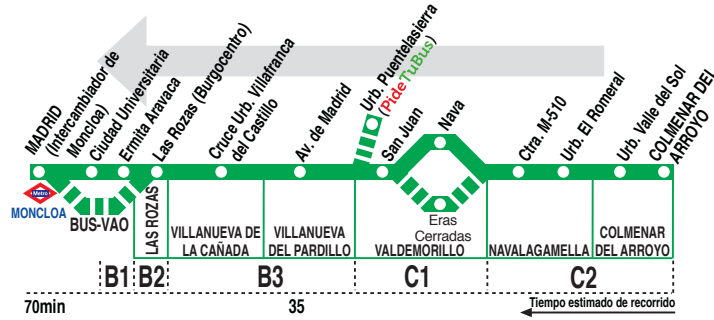 MADRID
(Intercambiador de
Moncloa)
Ciudad Universitaria
Ermita Aravaca
Las Rozas (Burgocentro)
Cruce Urb. Villafranca
del Castillo
Av. de Madrid
Urb. Puentelasierra
(PideTuBus)
San Juan
Nava
Ctra. M-510
Urb. El Romeral
Urb. Valle del Sol
COLMENAR DEL
ARROYO
Metro
MONCLOA
BUS-VAO
Eras
Cerradas
LAS ROZAS
VILLANUEVA DE
LA CAÑADA
VILLANUEVA
DEL PARDILLO
VALDEMORILLO
NAVALAGAMELLA
COLMENAR
DEL ARROYO
B1
B2
B3
C1
C2
70min
35
Tiempo estimado de recorrido